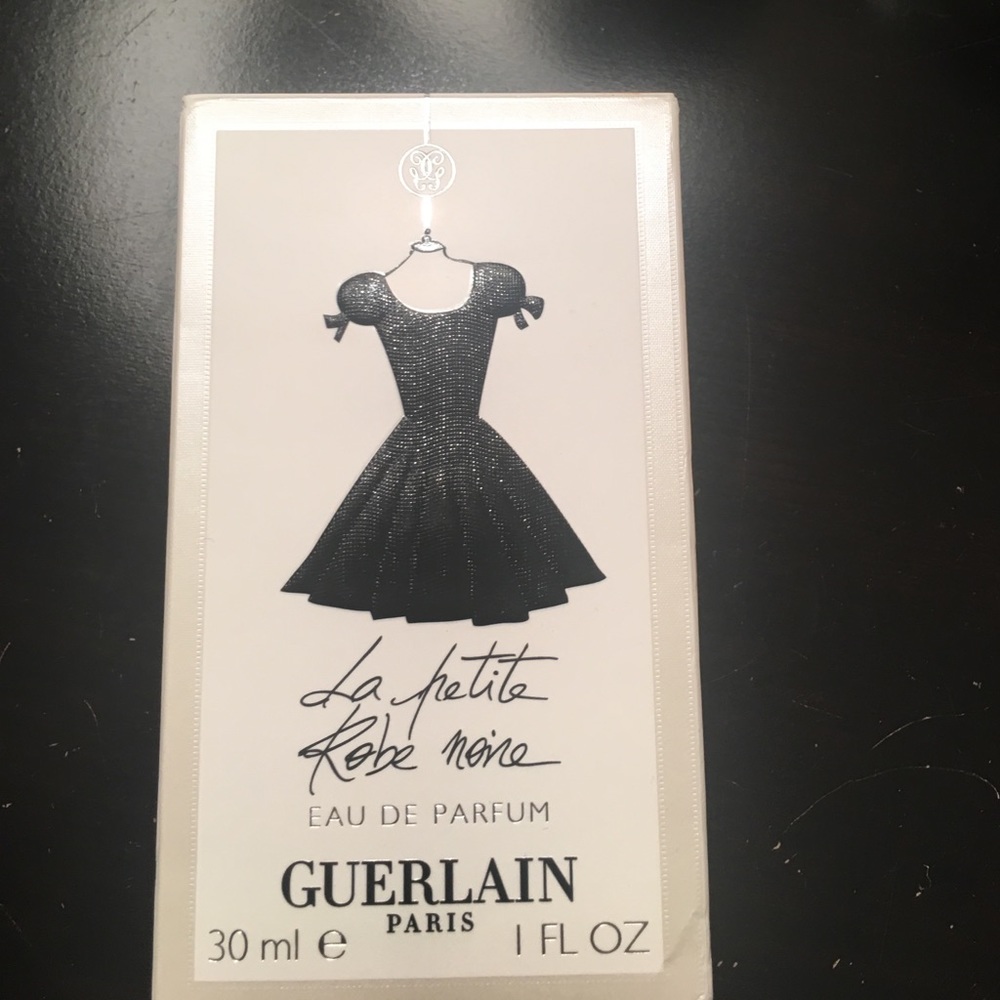 La petite
Robe noire
EAU DE PARFUM
GUERLAIN
PARIS
30 ml ℮ 1 FL OZ